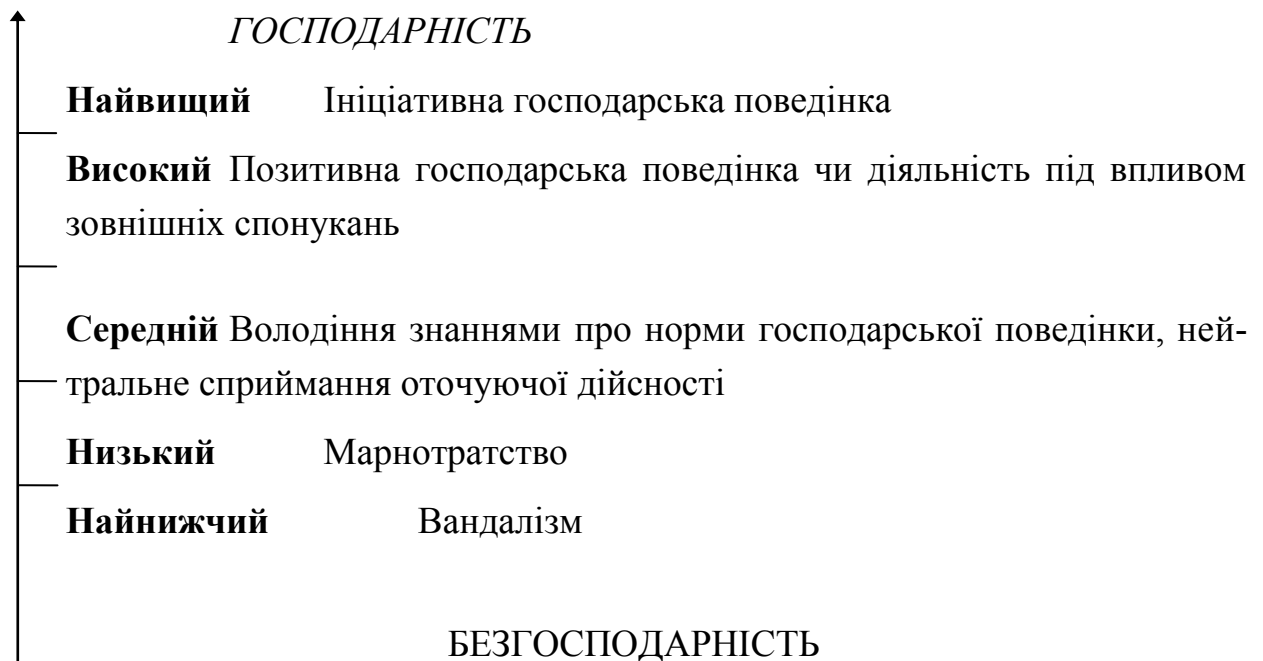 ГОСПОДАРНІСТЬ
Найвищий Ініціативна господарська поведінка
Високий Позитивна господарська поведінка чи діяльність під впливом
зовнішніх спонукань
Середній Володіння знаннями про норми господарської поведінки, ней-
тральне сприймання оточуючої дійсності
Низький Марнотратство
Найнижчий Вандалізм
БЕЗГОСПОДАРНІСТЬ